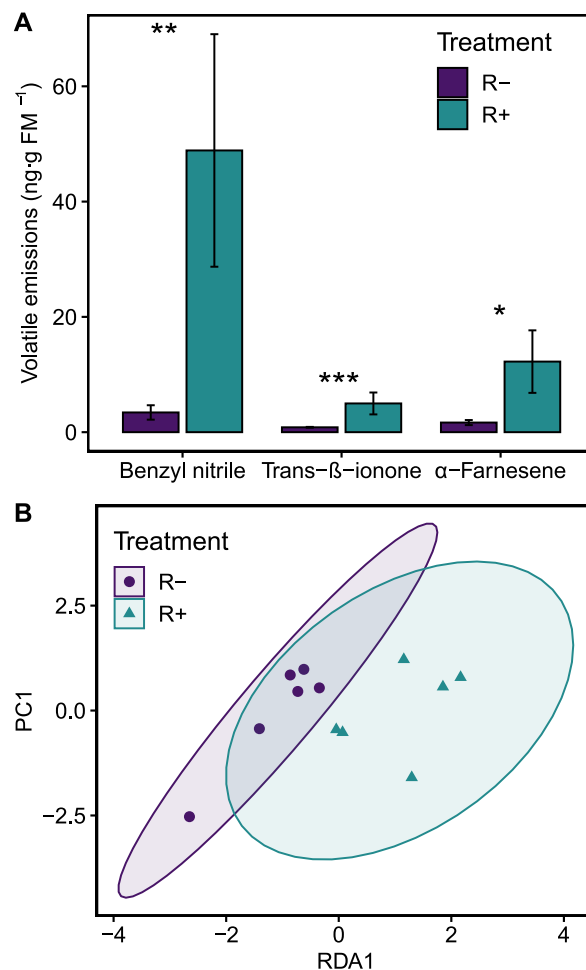 A
**
Treatment
R−
R+
***
*
Volatile emissions (ng·g FM ⁻¹)
60
40
20
0
Benzyl nitrile Trans−ß−ionone α−Farnesene
B
Treatment
R−
R+
PC1
2.5
0.0
−2.5
−4 −2 0 2 4
RDA1